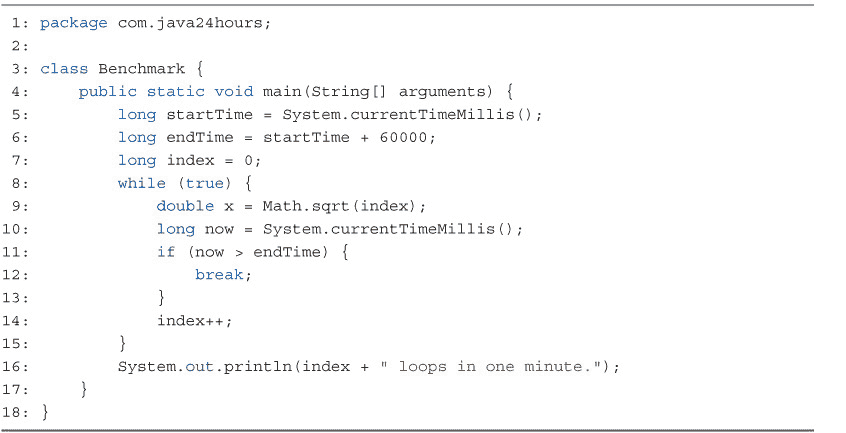 1: package com.java24hours;
2:
3: class Benchmark {
4:     public static void main(String[] arguments) {
5:         long startTime = System.currentTimeMillis();
6:         long endTime = startTime + 60000;
7:         long index = 0;
8:         while (true) {
9:             double x = Math.sqrt(index);
10:             long now = System.currentTimeMillis();
11:             if (now > endTime) {
12:                 break;
13:             }
14:             index++;
15:         }
16:         System.out.println(index + " loops in one minute.");
17:     }
18: }